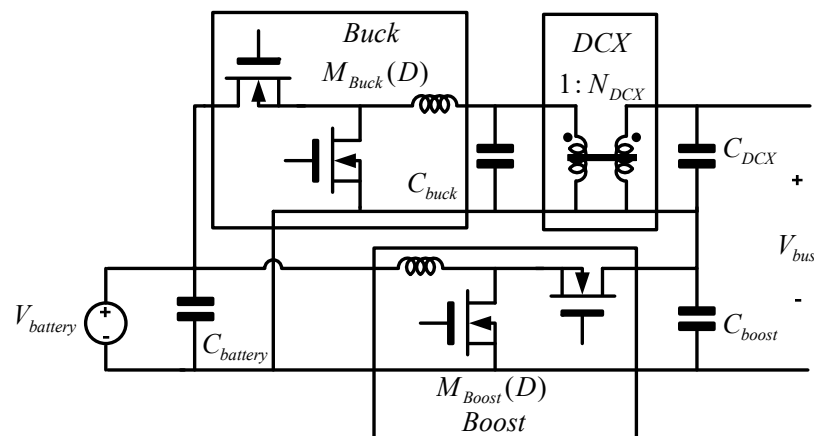 Buck
M_Buck(D)
DCX
1 : N_DCX
C_buck
C_DCX
+
V_bus
-
V_battery
+
-
C_battery
C_boost
M_Boost(D)
Boost